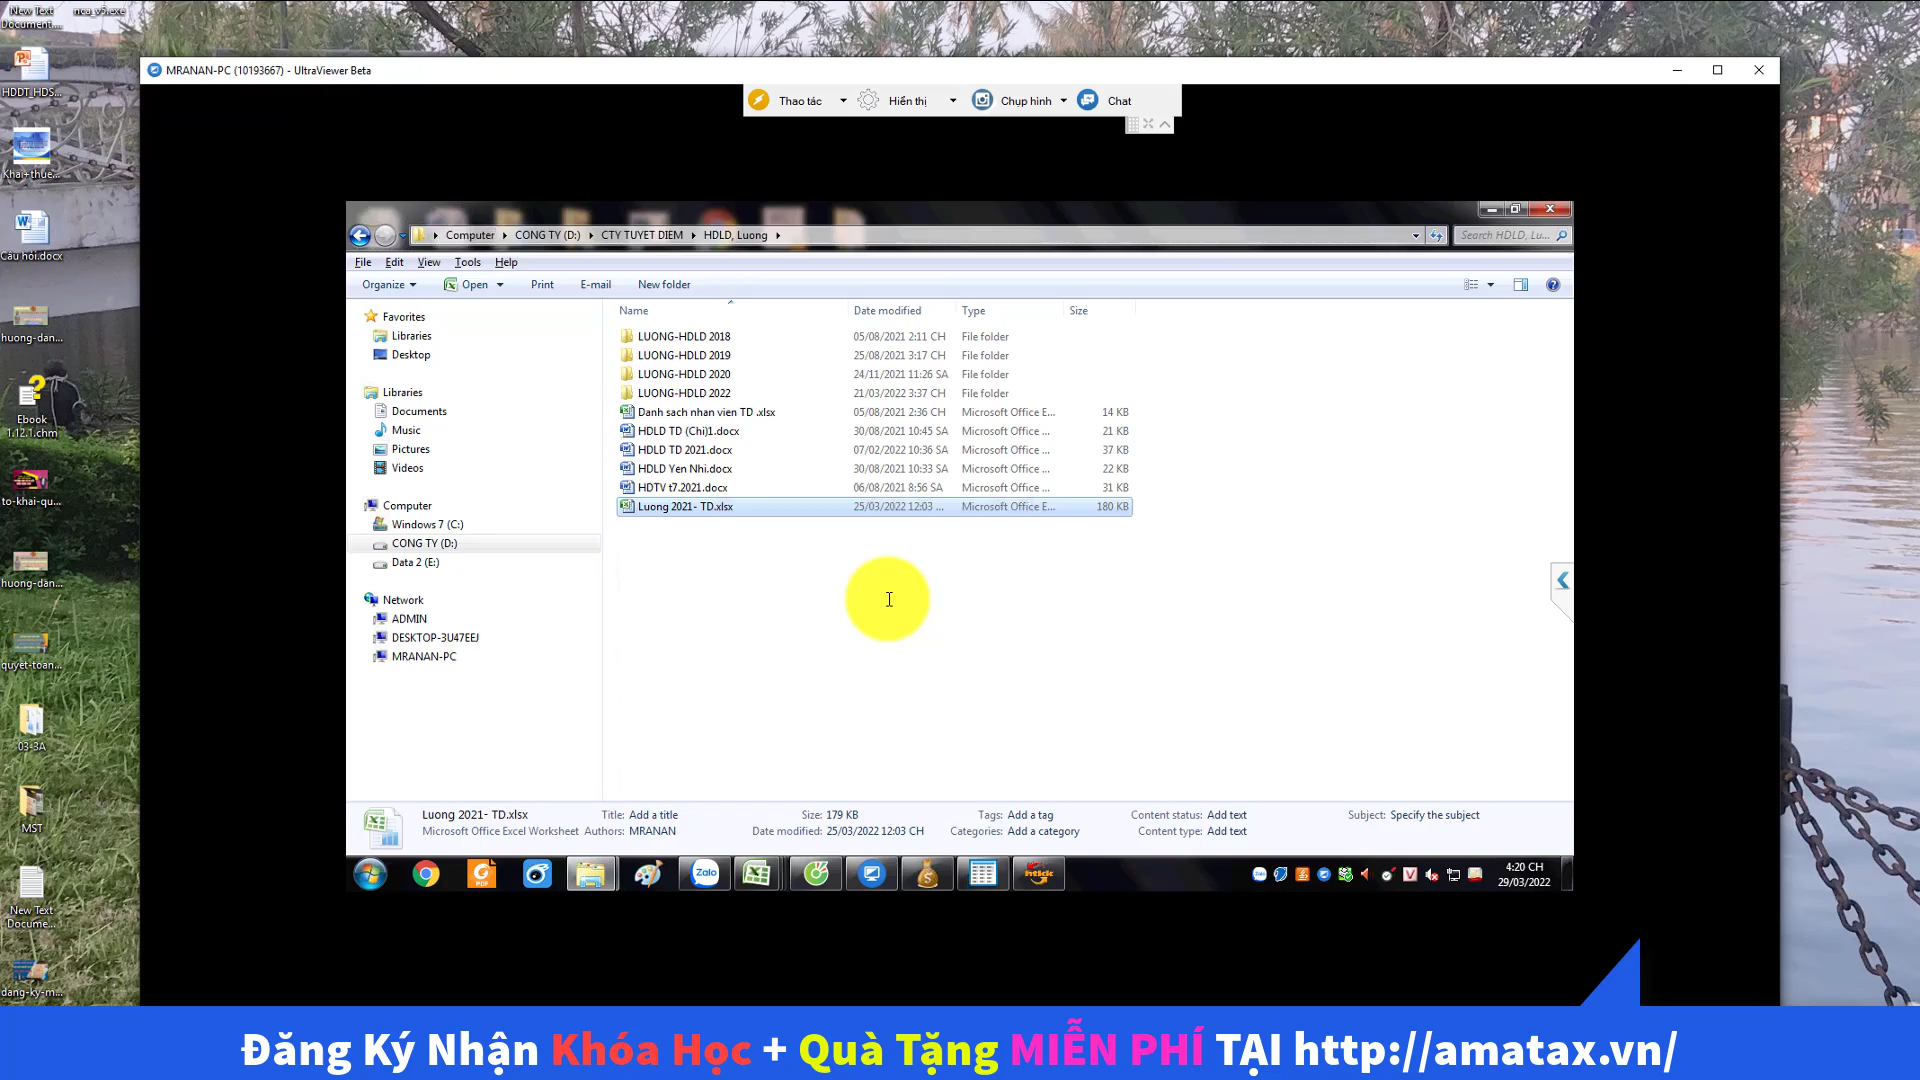 New Text
Document....
nca_v5.exe
HDDT_HDS...
Khai+thue...
Câu hỏi.docx
huong-dan...
Ebook
1.12.1.chm
to-khai-qu...
huong-dan...
quyet-toan...
03-3A
MST
New Text
Docume...
dang-ky-m...
MRANAN-PC (10193667) - UltraViewer Beta
Thao tác
Hiển thị
Chụp hình
Chat
Computer
CONG TY (D:)
CTY TUYET DIEM
HDLD, Luong
Search HDLD, Lu...
File Edit View Tools Help
Organize Open Print E-mail New folder
Favorites
Libraries
Desktop
Libraries
Documents
Music
Pictures
Videos
Computer
Windows 7 (C:)
CONG TY (D:)
Data 2 (E:)
Network
ADMIN
DESKTOP-3U47EEJ
MRANAN-PC
Name Date modified Type Size
LUONG-HDLD 2018 05/08/2021 2:11 CH File folder
LUONG-HDLD 2019 25/08/2021 3:17 CH File folder
LUONG-HDLD 2020 24/11/2021 11:26 SA File folder
LUONG-HDLD 2022 21/03/2022 3:37 CH File folder
Danh sach nhan vien TD .xlsx 05/08/2021 2:36 CH Microsoft Office E... 14 KB
HDLD TD (Chi)1.docx 30/08/2021 10:45 SA Microsoft Office ... 21 KB
HDLD TD 2021.docx 07/02/2022 10:36 SA Microsoft Office ... 37 KB
HDLD Yen Nhi.docx 30/08/2021 10:33 SA Microsoft Office ... 22 KB
HDTV t7.2021.docx 06/08/2021 8:56 SA Microsoft Office ... 31 KB
Luong 2021- TD.xlsx 25/03/2022 12:03 ... Microsoft Office E... 180 KB
Luong 2021- TD.xlsx Title: Add a title Size: 179 KB Tags: Add a tag Content status: Add text Subject: Specify the subject
Microsoft Office Excel Worksheet Authors: MRANAN Date modified: 25/03/2022 12:03 CH Categories: Add a category Content type: Add text
PDF
Zalo
4:20 CH
29/03/2022
Đăng Ký Nhận Khóa Học + Quà Tặng MIỄN PHÍ TẠI http://amatax.vn/